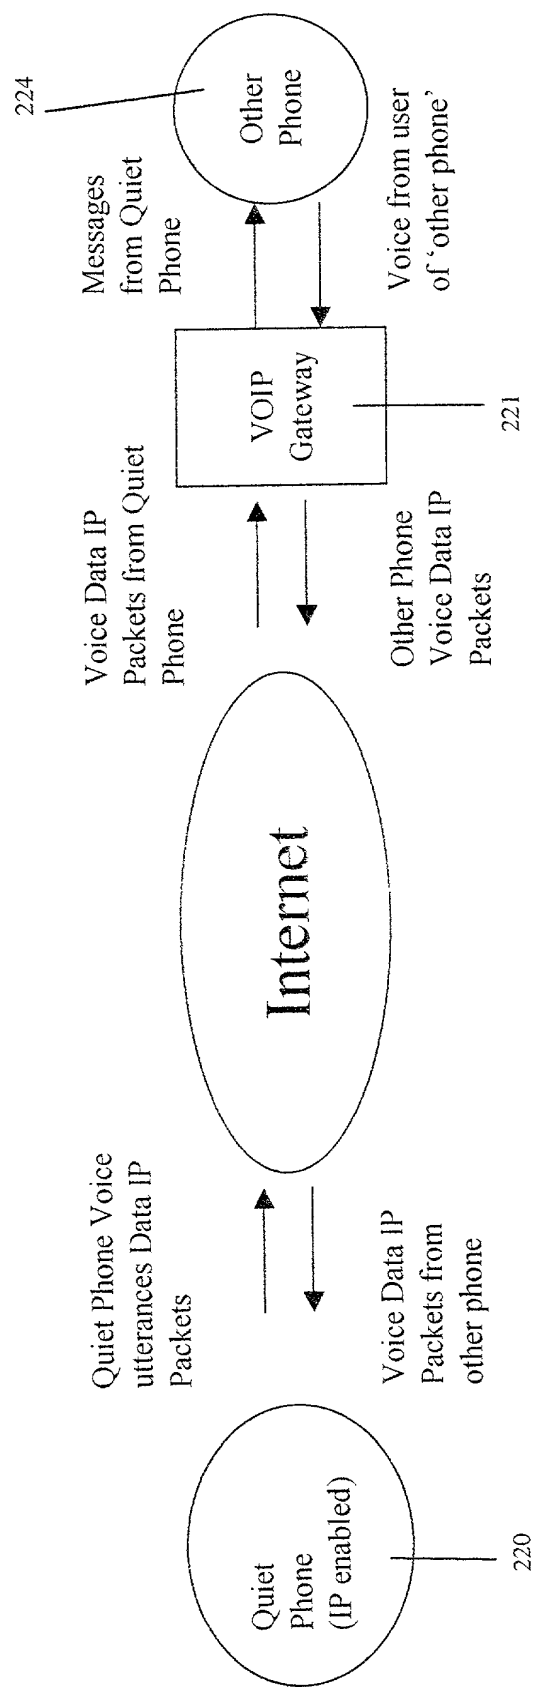 Quiet
Phone
(IP enabled)
220
Quiet Phone Voice
utterances Data IP
Packets
Voice Data IP
Packets from
other phone
Internet
Voice Data IP
Packets from Quiet
Phone
Other Phone
Voice Data IP
Packets
VOIP
Gateway
221
Messages
from Quiet
Phone
Voice from user
of ‘other phone’
Other
Phone
224